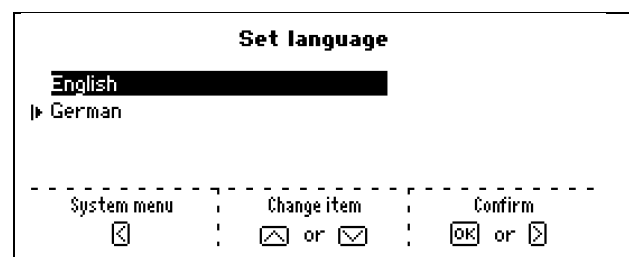 Set language
English
German
System menu Change item Confirm
< or OK or >